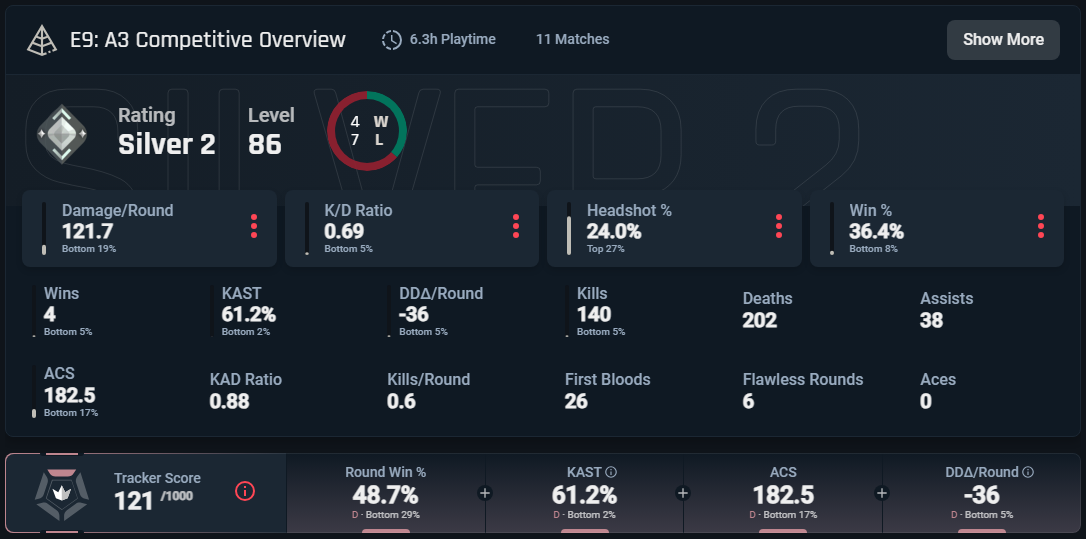 E9: A3 Competitive Overview
6.3h Playtime
11 Matches
Show More
SILVER 2
Rating
Silver 2
Level
86
4 W
7 L
Damage/Round
121.7
Bottom 19%
K/D Ratio
0.69
Bottom 5%
Headshot %
24.0%
Top 27%
Win %
36.4%
Bottom 8%
Wins
4
Bottom 5%
KAST
61.2%
Bottom 2%
DDΔ/Round
-36
Bottom 5%
Kills
140
Bottom 5%
Deaths
202
Assists
38
ACS
182.5
Bottom 17%
KAD Ratio
0.88
Kills/Round
0.6
First Bloods
26
Flawless Rounds
6
Aces
0
Tracker Score
121 /1000
Round Win %
48.7%
D - Bottom 29%
KAST
61.2%
D - Bottom 2%
ACS
182.5
D - Bottom 17%
DDΔ/Round
-36
D - Bottom 5%